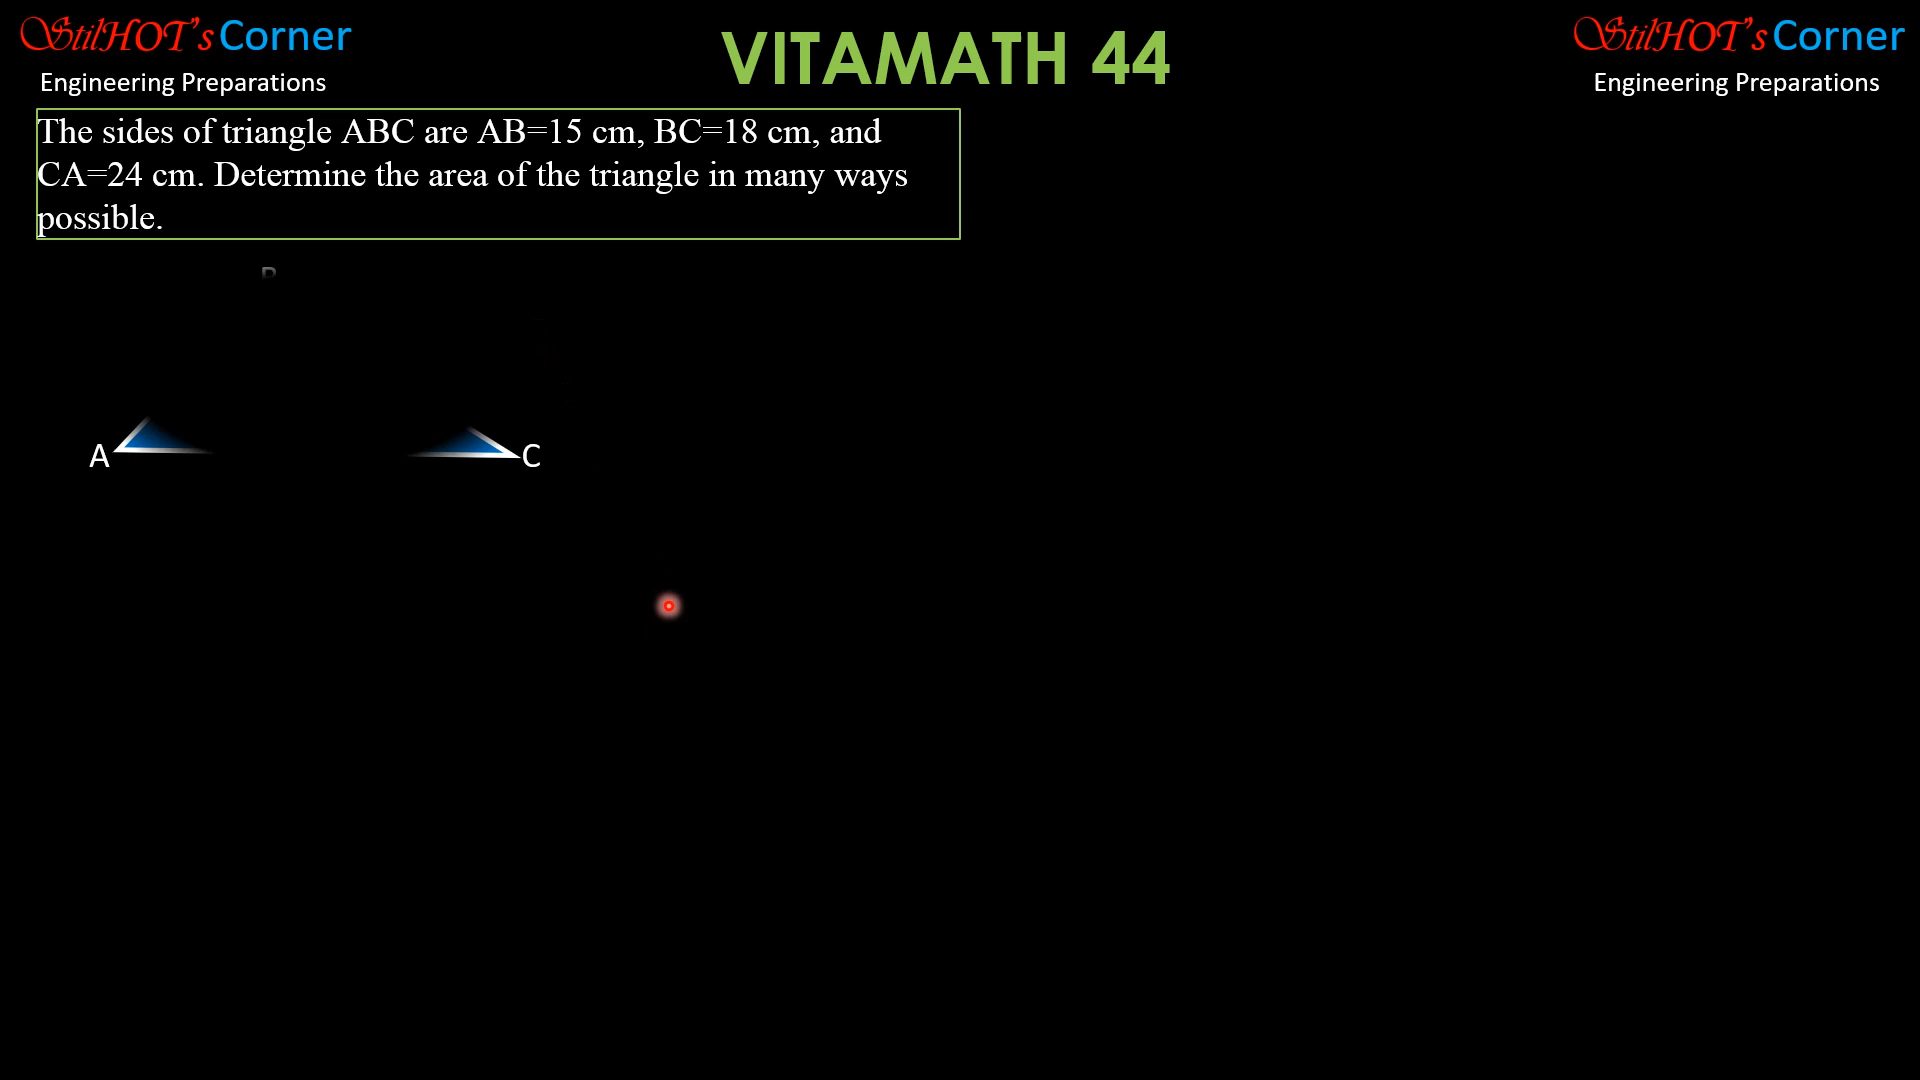 StilHOT's Corner
Engineering Preparations
VITAMATH 44
StilHOT's Corner
Engineering Preparations
The sides of triangle ABC are AB=15 cm, BC=18 cm, and
CA=24 cm. Determine the area of the triangle in many ways
possible.
A
C